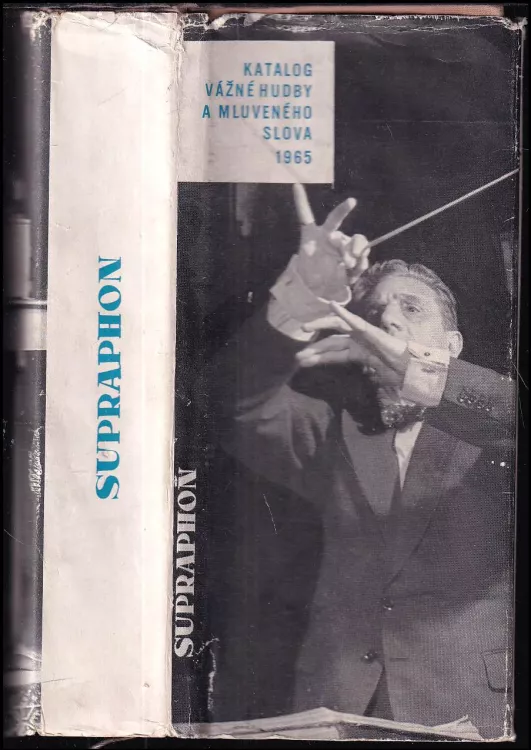 SUPRAPHON
KATALOG
VÁŽNÉ HUDBY
A MLUVENÉHO
SLOVA
1965
SUPRAPHON